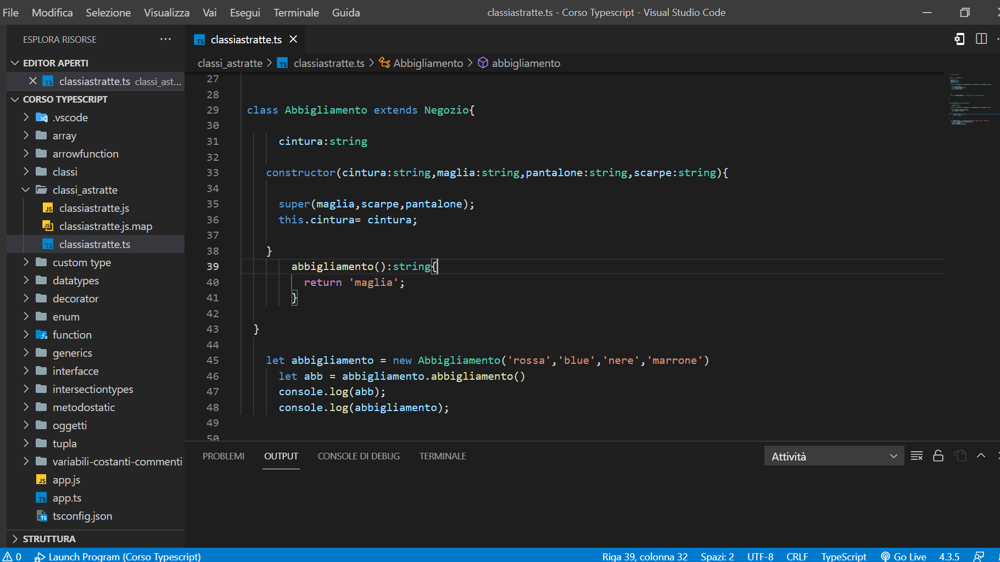 File Modifica Selezione Visualizza Vai Esegui Terminale Guida classiastratte.ts - Corso Typescript - Visual Studio Code
ESPLORA RISORSE
EDITOR APERTI
classiastratte.ts classi_ast...
CORSO TYPESCRIPT
.vscode
array
arrowfunction
classi
classi_astratte
classiastratte.js
classiastratte.js.map
classiastratte.ts
custom type
datatypes
decorator
enum
function
generics
interfacce
intersectiontypes
metodostatic
oggetti
tupla
variabili-costanti-commenti
app.js
app.ts
tsconfig.json
STRUTTURA
classiastratte.ts
classi_astratte > classiastratte.ts > Abbigliamento > abbigliamento
27
28
29 class Abbigliamento extends Negozio{
30
31 cintura:string
32
33 constructor(cintura:string,maglia:string,pantalone:string,scarpe:string){
34
35 super(maglia,scarpe,pantalone);
36 this.cintura= cintura;
37
38 }
39 abbigliamento():string{
40 return 'maglia';
41 }
42
43 }
44
45 let abbigliamento = new Abbigliamento('rossa','blue','nere','marrone')
46 let abb = abbigliamento.abbigliamento()
47 console.log(abb);
48 console.log(abbigliamento);
49
50
PROBLEMI OUTPUT CONSOLE DI DEBUG TERMINALE Attività
0 Launch Program (Corso Typescript) Riga 39, colonna 32 Spazi: 2 UTF-8 CRLF TypeScript Go Live 4.3.5